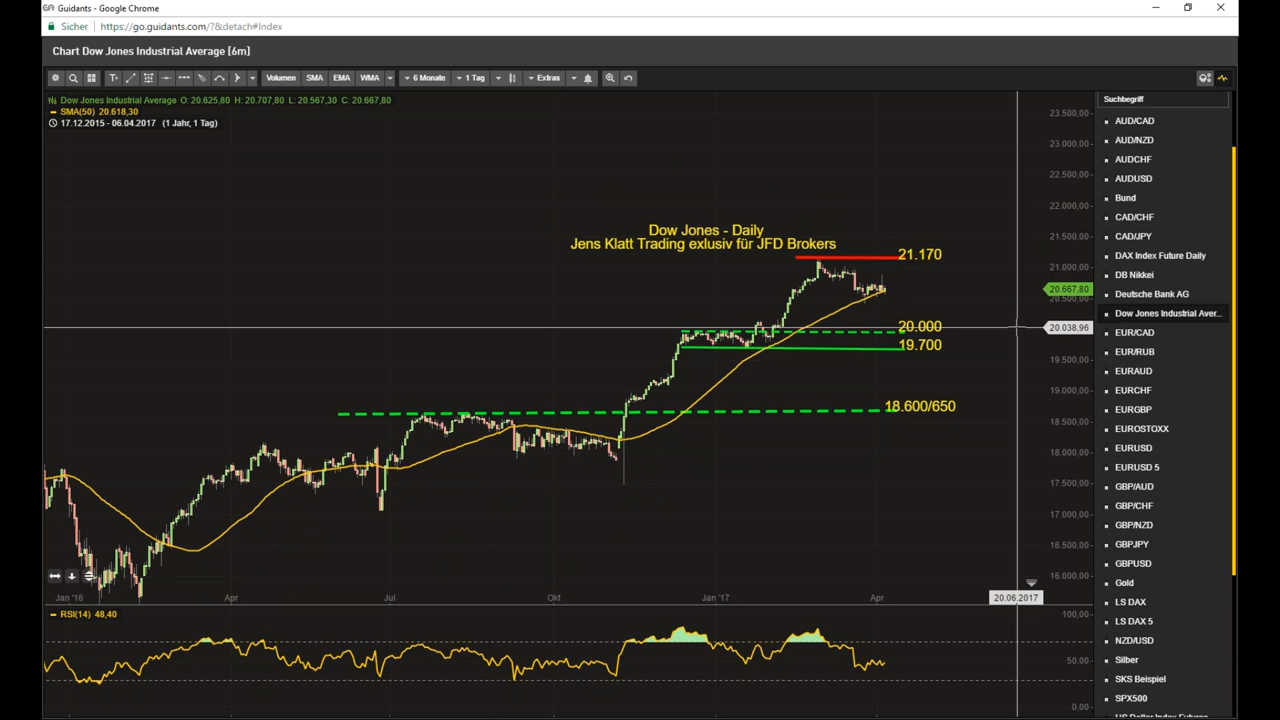 Guidants - Google Chrome
Sicher https://go.guidants.com/?&detach#Index
Chart Dow Jones Industrial Average [6m]
Volumen SMA EMA WMA 6 Monate 1 Tag Extras
Dow Jones Industrial Average O: 20.625,80 H: 20.707,80 L: 20.567,30 C: 20.667,80
SMA(50) 20.618,30
17.12.2015 - 06.04.2017 (1 Jahr, 1 Tag)
Dow Jones - Daily
Jens Klatt Trading exlusiv für JFD Brokers
21.170
20.000
19.700
18.600/650
23.500,00
23.000,00
22.500,00
22.000,00
21.500,00
21.000,00
20.667,80
20.500,00
20.038,96
19.500,00
19.000,00
18.500,00
18.000,00
17.500,00
17.000,00
16.500,00
16.000,00
Jan '16 Apr Jul Okt Jan '17 Apr 20.06.2017
RSI(14) 48,40
100,00
50,00
0,00
Suchbegriff
AUD/CAD
AUD/NZD
AUDCHF
AUDUSD
Bund
CAD/CHF
CAD/JPY
DAX Index Future Daily
DB Nikkei
Deutsche Bank AG
Dow Jones Industrial Aver...
EUR/CAD
EUR/RUB
EURAUD
EURCHF
EURGBP
EUROSTOXX
EURUSD
EURUSD 5
GBP/AUD
GBP/CHF
GBP/NZD
GBPJPY
GBPUSD
Gold
LS DAX
LS DAX 5
NZD/USD
Silber
SKS Beispiel
SPX500
US Dollar Index Futures